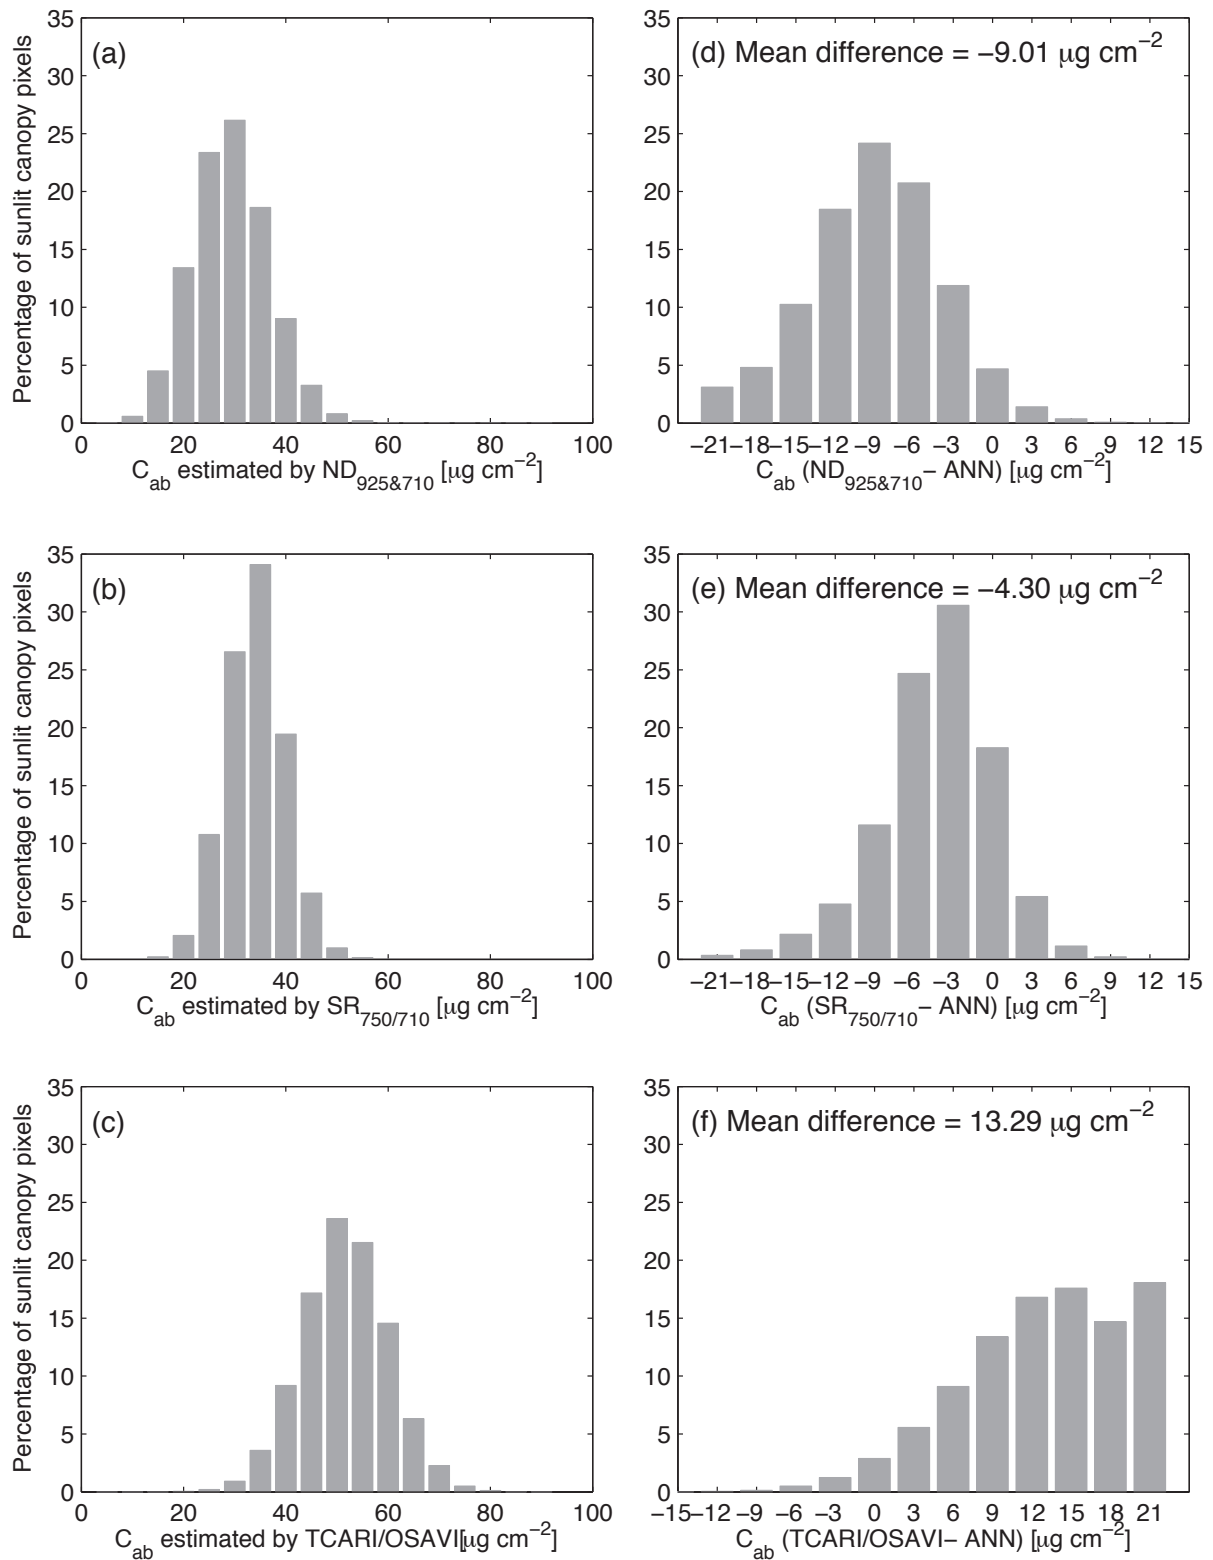 35
30
25
20
15
10
5
0
Percentage of sunlit canopy pixels
(a)
0 20 40 60 80 100
C_ab estimated by ND_925&710 [μg cm^−2]
35
30
25
20
15
10
5
0
(d) Mean difference = −9.01 μg cm^−2
−21−18−15−12 −9 −6 −3 0 3 6 9 12 15
C_ab (ND_925&710− ANN) [μg cm^−2]
35
30
25
20
15
10
5
0
Percentage of sunlit canopy pixels
(b)
0 20 40 60 80 100
C_ab estimated by SR_750/710 [μg cm^−2]
35
30
25
20
15
10
5
0
(e) Mean difference = −4.30 μg cm^−2
−21−18−15−12 −9 −6 −3 0 3 6 9 12 15
C_ab (SR_750/710− ANN) [μg cm^−2]
35
30
25
20
15
10
5
0
Percentage of sunlit canopy pixels
(c)
0 20 40 60 80 100
C_ab estimated by TCARI/OSAVI[μg cm^−2]
35
30
25
20
15
10
5
0
(f) Mean difference = 13.29 μg cm^−2
−15−12 −9 −6 −3 0 3 6 9 12 15 18 21
C_ab (TCARI/OSAVI− ANN) [μg cm^−2]